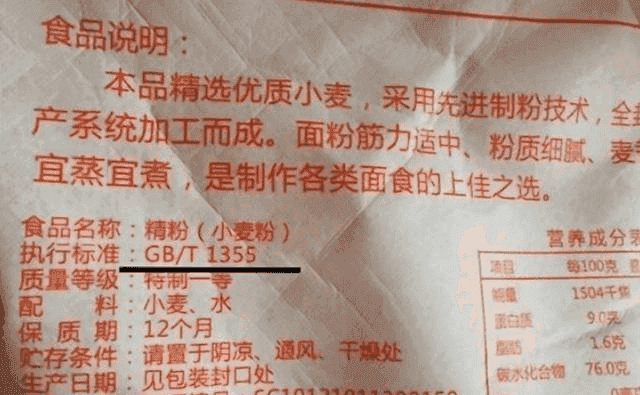 食品说明：
本品精选优质小麦，采用先进制粉技术，全
产系统加工而成。面粉筋力适中、粉质细腻、麦
宜蒸宜煮，是制作各类面食的上佳之选。
食品名称：精粉（小麦粉）
执行标准：GB/T 1355
质量等级：特制一等
配 料：小麦、水
保 质 期：12个月
贮存条件：请置于阴凉、通风、干燥处
生产日期：见包装封口处
营养成分
项目 每100克
能量 1504千焦
蛋白质 9.0克
脂肪 1.6克
碳水化合物 76.0克